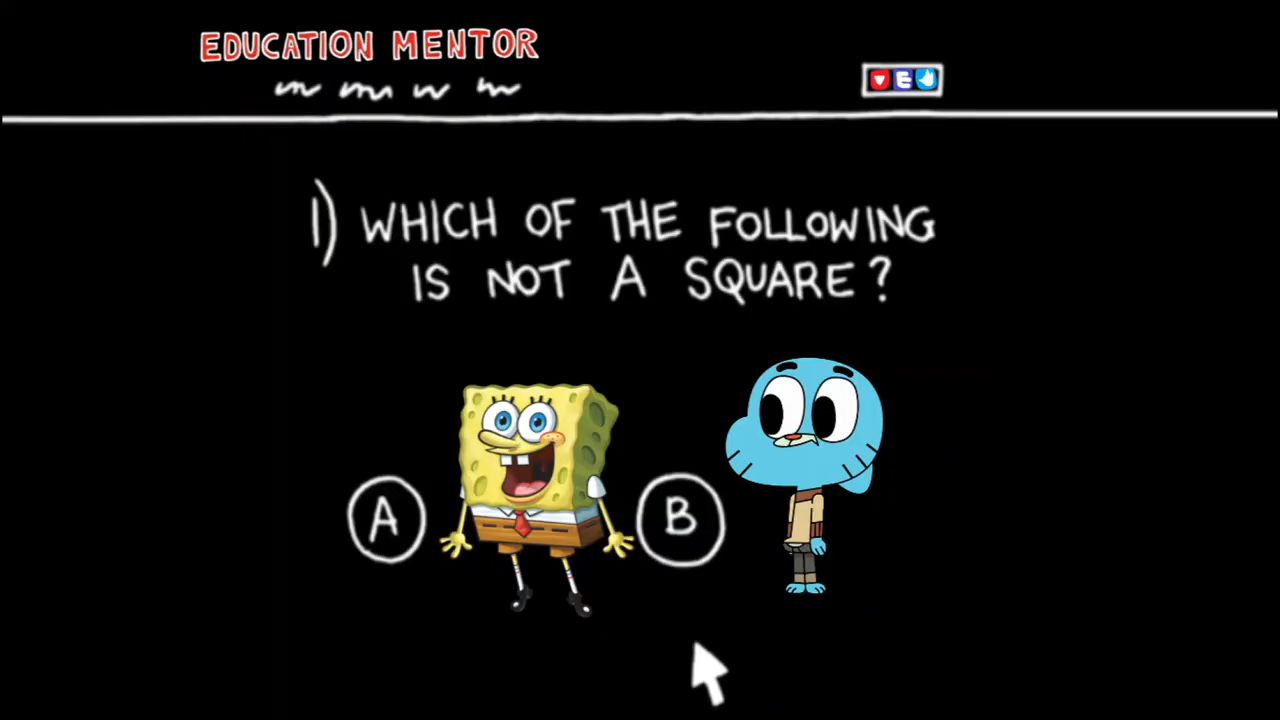 EDUCATION MENTOR
E
1) WHICH OF THE FOLLOWING
IS NOT A SQUARE?
A
B